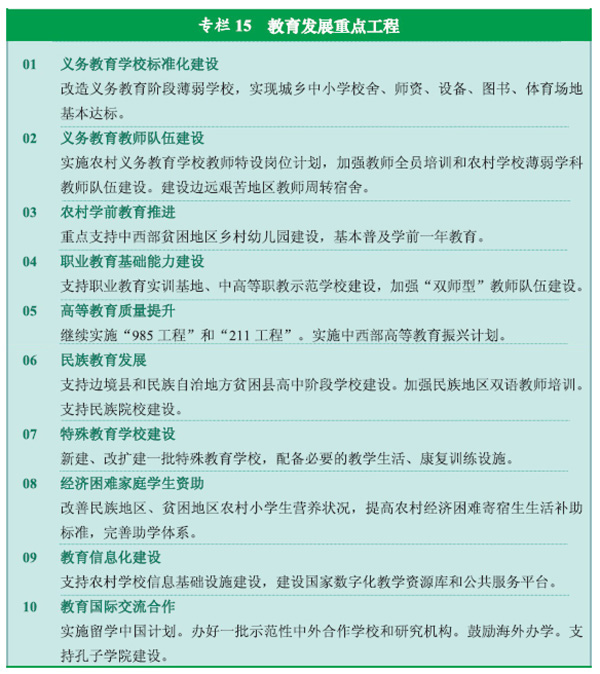 专栏 15 教育发展重点工程
01 义务教育学校标准化建设
改造义务教育阶段薄弱学校，实现城乡中小学校舍、师资、设备、图书、体育场地
基本达标。
02 义务教育教师队伍建设
实施农村义务教育学校教师特设岗位计划，加强教师全员培训和农村学校薄弱学科
教师队伍建设。建设边远艰苦地区教师周转宿舍。
03 农村学前教育推进
重点支持中西部贫困地区乡村幼儿园建设，基本普及学前一年教育。
04 职业教育基础能力建设
支持职业教育实训基地、中高等职教示范学校建设，加强“双师型”教师队伍建设。
05 高等教育质量提升
继续实施“985 工程”和“211 工程”。实施中西部高等教育振兴计划。
06 民族教育发展
支持边境县和民族自治地方贫困县高中阶段学校建设。加强民族地区双语教师培训。
支持民族院校建设。
07 特殊教育学校建设
新建、改扩建一批特殊教育学校，配备必要的教学生活、康复训练设施。
08 经济困难家庭学生资助
改善民族地区、贫困地区农村小学生营养状况，提高农村经济困难寄宿生生活补助
标准，完善助学体系。
09 教育信息化建设
支持农村学校信息基础设施建设，建设国家数字化教学资源库和公共服务平台。
10 教育国际交流合作
实施留学中国计划。办好一批示范性中外合作学校和研究机构。鼓励海外办学。支
持孔子学院建设。